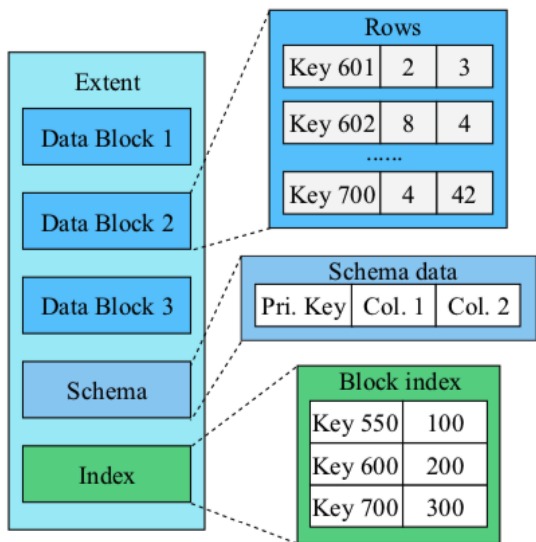 Extent
Data Block 1
Data Block 2
Data Block 3
Schema
Index
Rows
Key 601 2 3
Key 602 8 4
......
Key 700 4 42
Schema data
Pri. Key Col. 1 Col. 2
Block index
Key 550 100
Key 600 200
Key 700 300